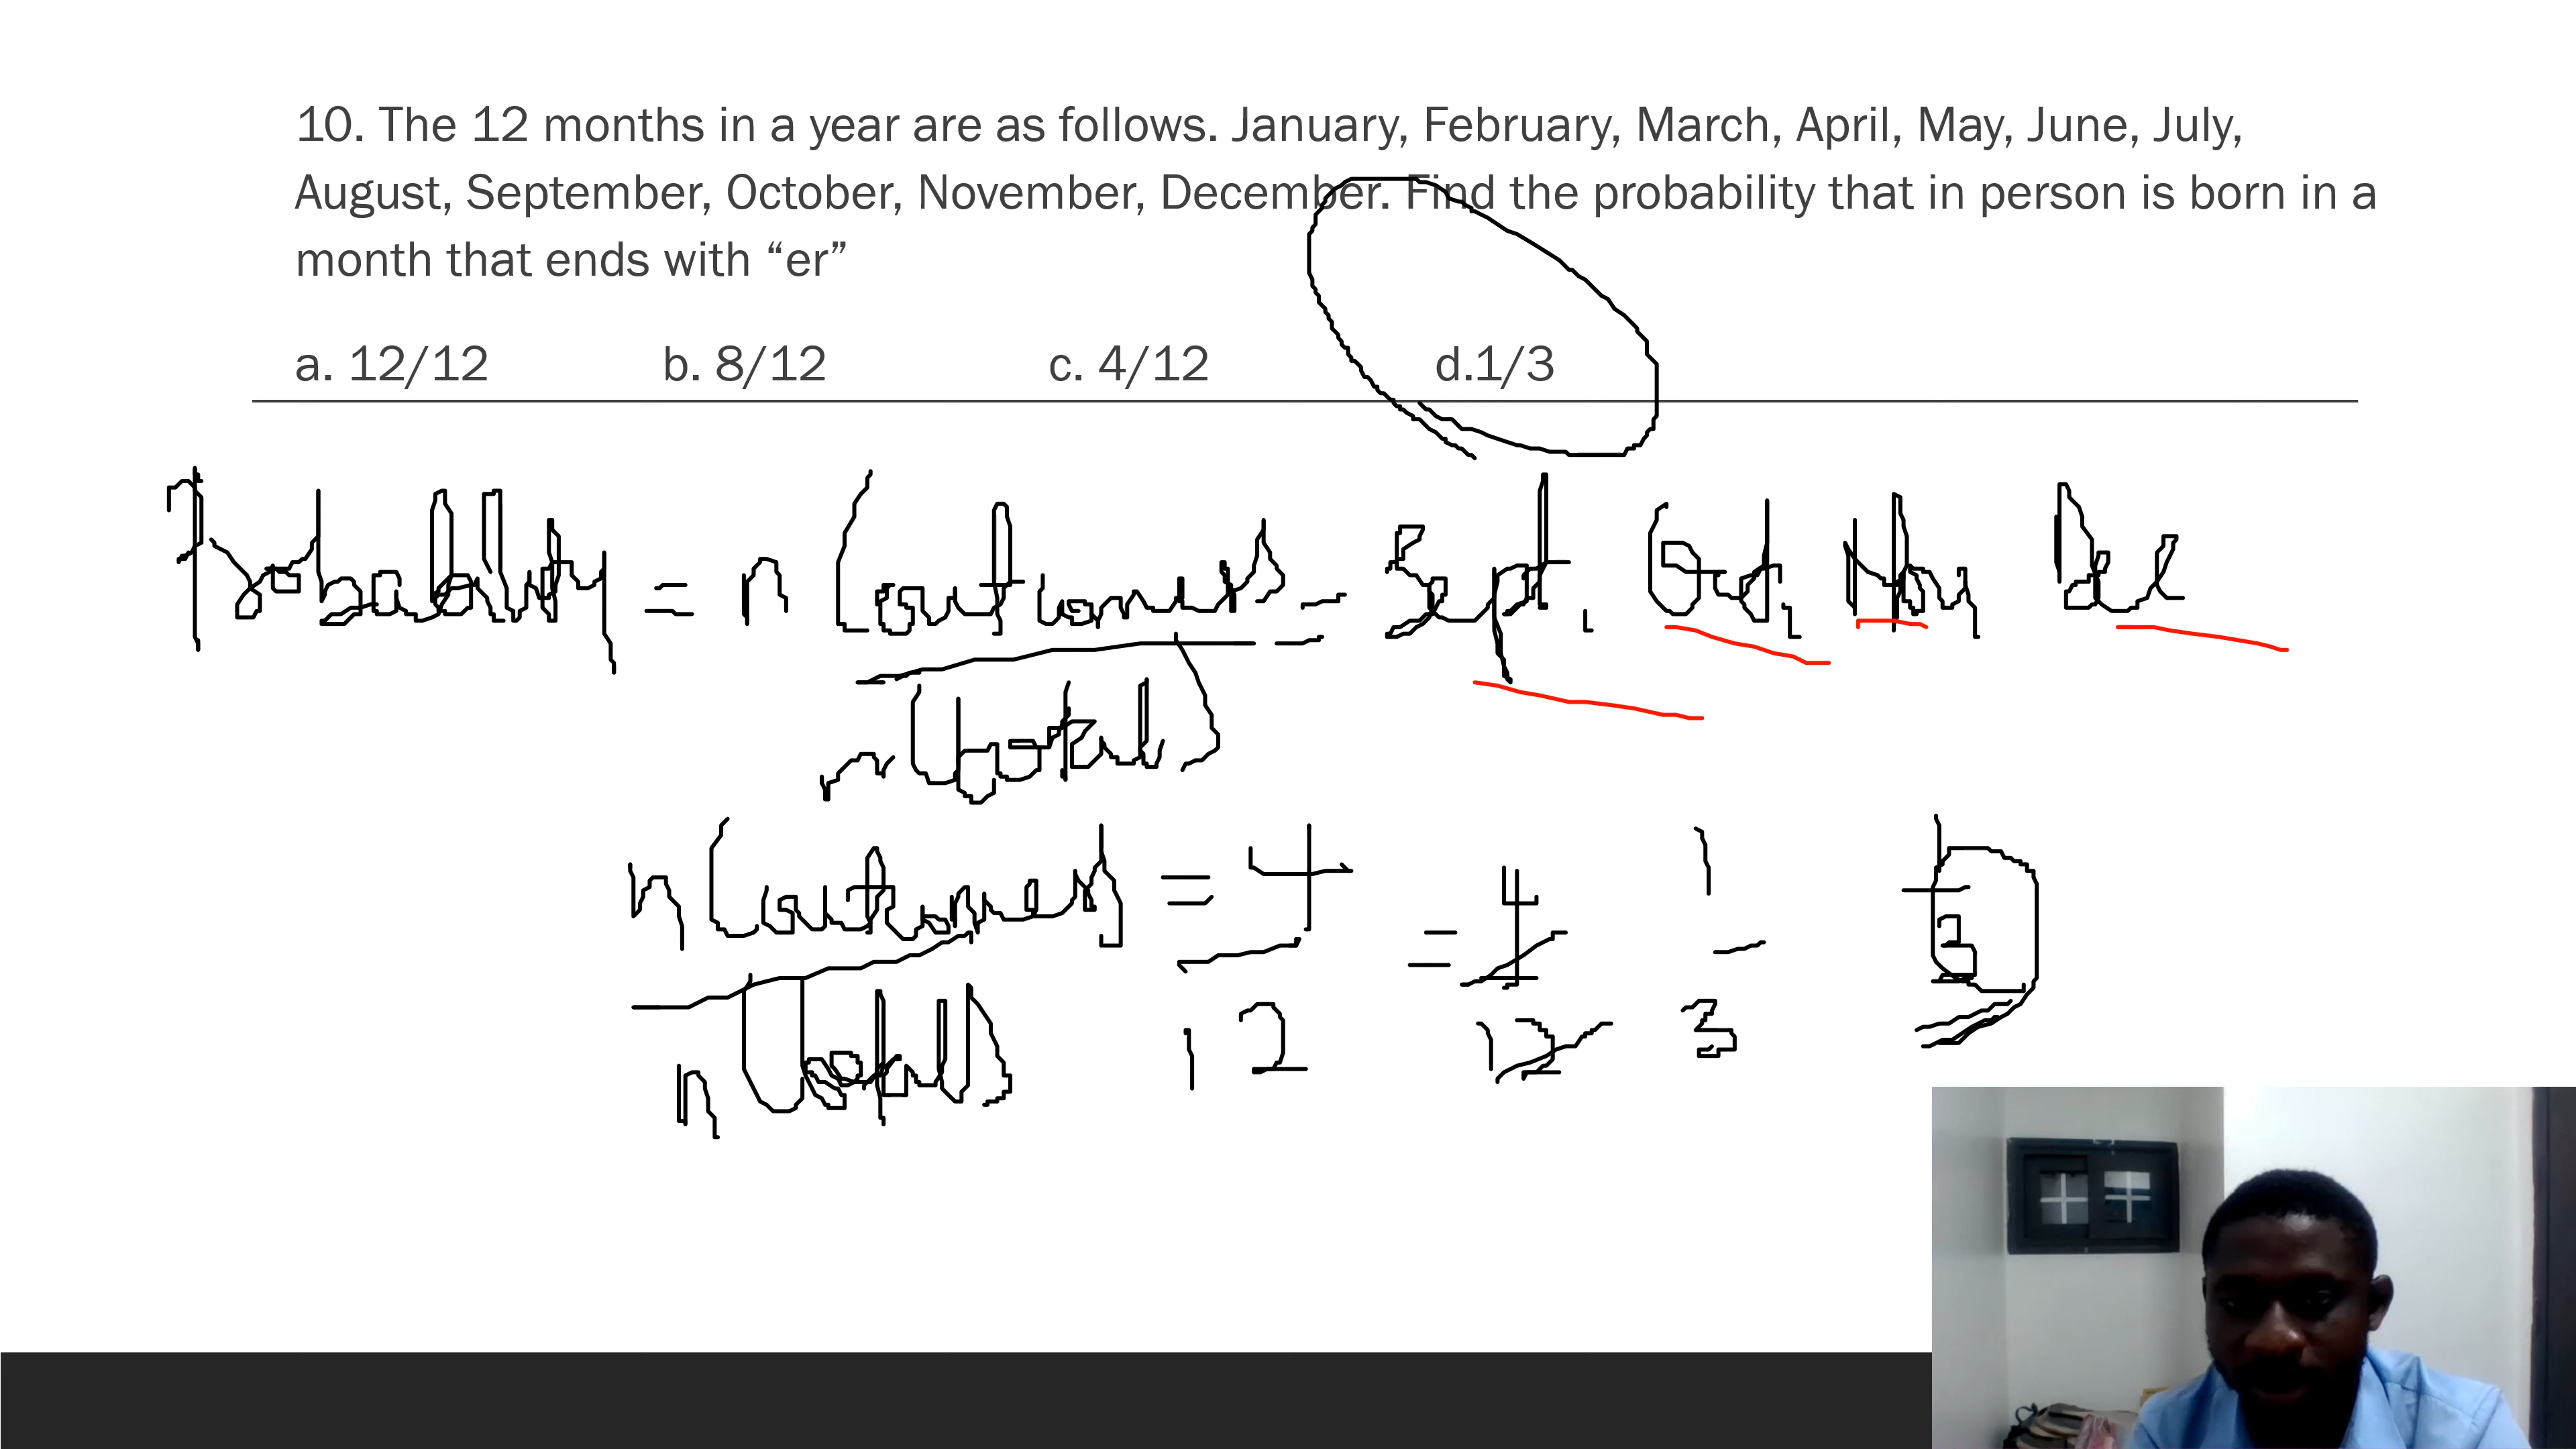 10. The 12 months in a year are as follows. January, February, March, April, May, June, July,
August, September, October, November, December. Find the probability that in person is born in a
month that ends with “er”
a. 12/12 b. 8/12 c. 4/12 d.1/3
Probability = n (outcomes) = Sept, Oct, Nov, Dec
n (total)
n (outcomes) = 4 = 4 1 1
n (total) 12 12 3 3